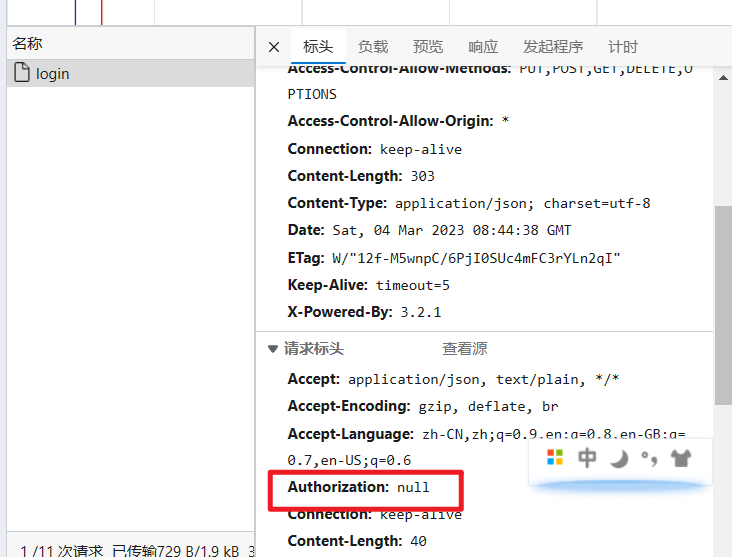 名称
标头 负载 预览 响应 发起程序 计时
login
Access-Control-Allow-Methods: PUT,POST,GET,DELETE,O
PTIONS
Access-Control-Allow-Origin: *
Connection: keep-alive
Content-Length: 303
Content-Type: application/json; charset=utf-8
Date: Sat, 04 Mar 2023 08:44:38 GMT
ETag: W/"12f-M5wnpC/6PjI0SUc4mFC3rYLn2qI"
Keep-Alive: timeout=5
X-Powered-By: 3.2.1
请求标头 查看源
Accept: application/json, text/plain, */*
Accept-Encoding: gzip, deflate, br
Accept-Language: zh-CN,zh;q=0.9,en;q=0.8,en-GB;q=
0.7,en-US;q=0.6
中
Authorization: null
Connection: keep-alive
Content-Length: 40
1 /11 次请求 已传输729 B/1.9 kB 3